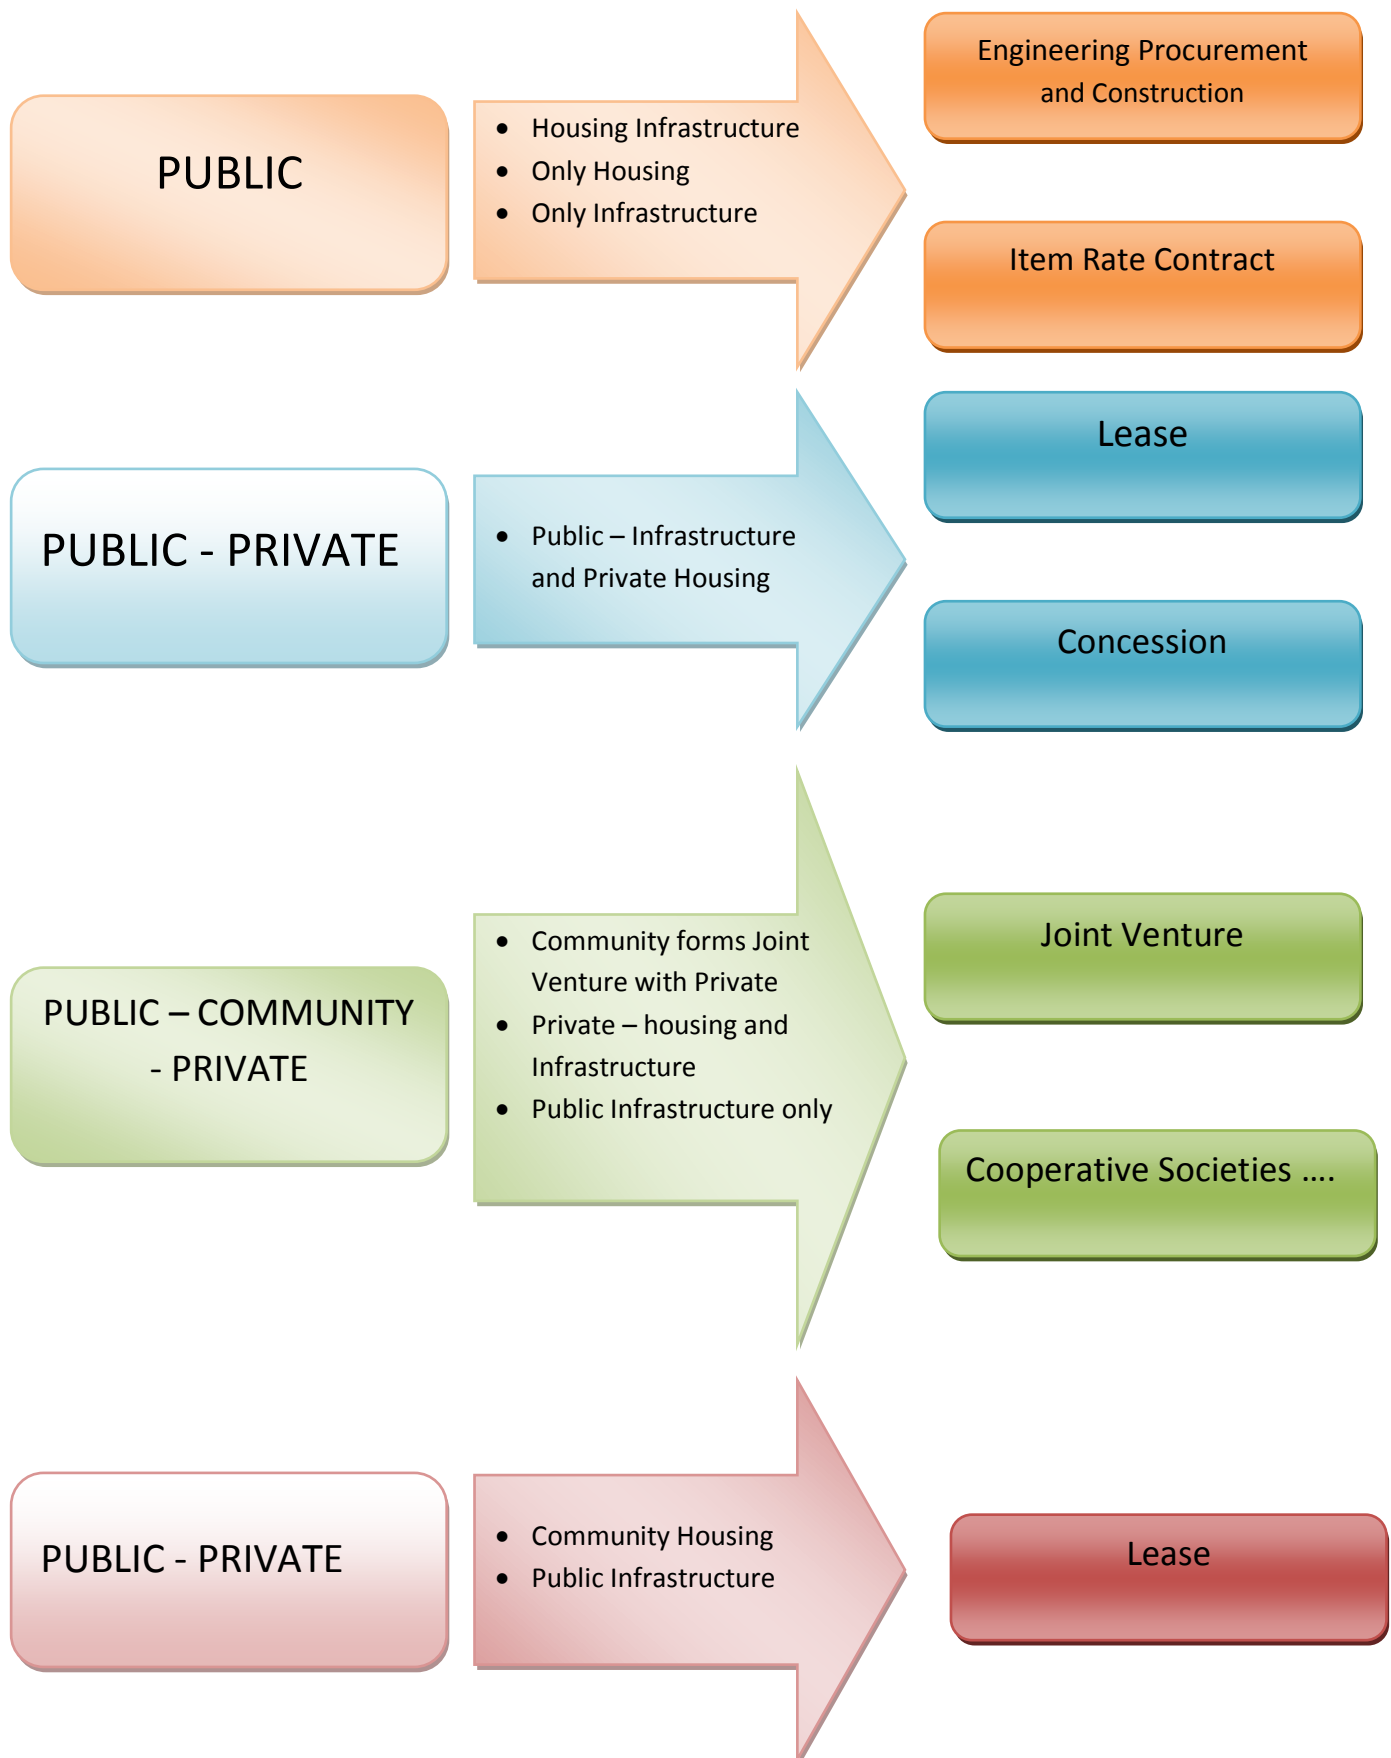 PUBLIC
• Housing Infrastructure
• Only Housing
• Only Infrastructure
Engineering Procurement
and Construction
Item Rate Contract
PUBLIC - PRIVATE
• Public – Infrastructure
and Private Housing
Lease
Concession
PUBLIC – COMMUNITY
- PRIVATE
• Community forms Joint
Venture with Private
• Private – housing and
Infrastructure
• Public Infrastructure only
Joint Venture
Cooperative Societies ....
PUBLIC - PRIVATE
• Community Housing
• Public Infrastructure
Lease